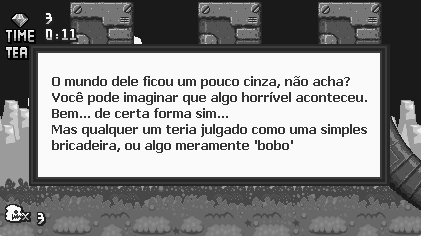 3
TIME 0:11
TEA
O mundo dele ficou um pouco cinza, não acha?
Você pode imaginar que algo horrível aconteceu.
Bem... de certa forma sim...
Mas qualquer um teria julgado como uma simples
bricadeira, ou algo meramente 'bobo'
3